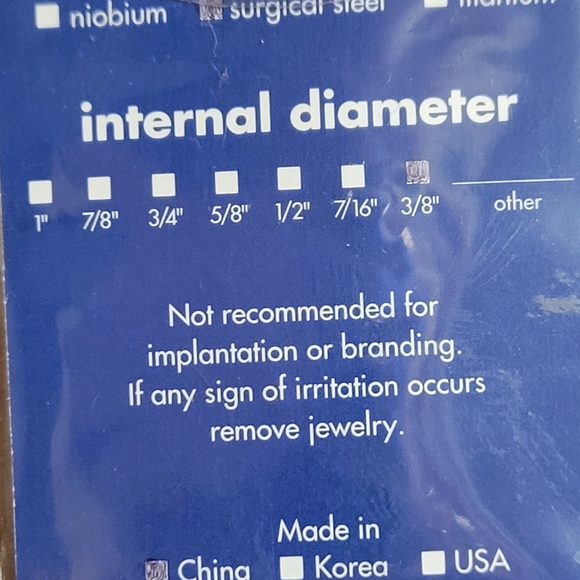 niobium surgical steel titanium
internal diameter
1" 7/8" 3/4" 5/8" 1/2" 7/16" 3/8" other
Not recommended for
implantation or branding.
If any sign of irritation occurs
remove jewelry.
Made in
China Korea USA